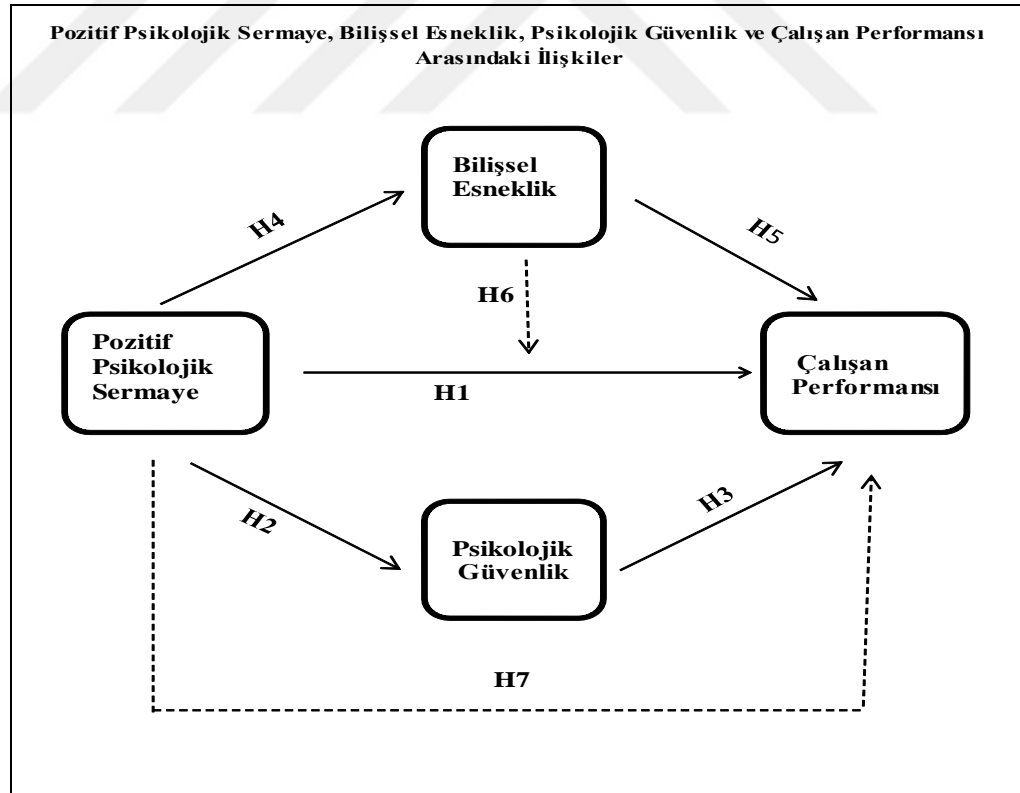 Pozitif Psikolojik Sermaye, Bilişsel Esneklik, Psikolojik Güvenlik ve Çalışan Performansı
Arasındaki İlişkiler
Bilişsel
Esneklik
H4
H5
H6
Pozitif
Psikolojik
Sermaye
Çalışan
Performansı
H1
H2
H3
Psikolojik
Güvenlik
H7